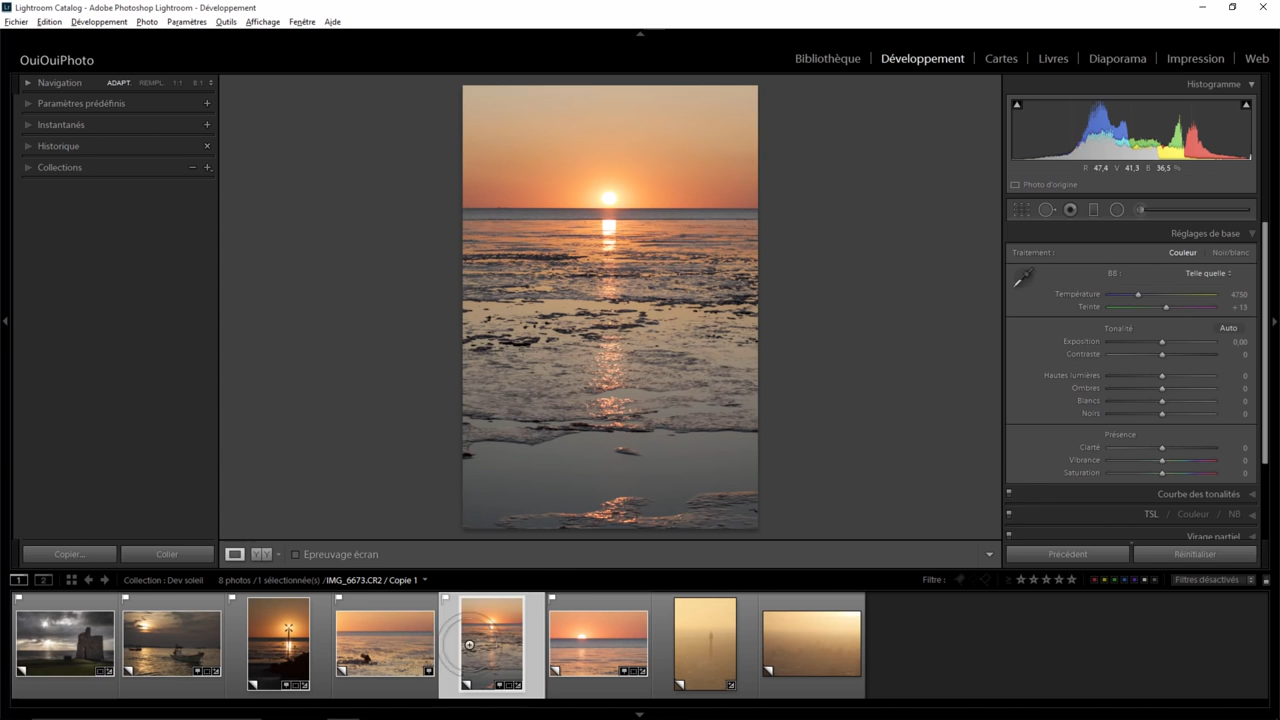 Lightroom Catalog - Adobe Photoshop Lightroom - Développement
Fichier Edition Développement Photo Paramètres Outils Affichage Fenêtre Aide
OuiOuiPhoto
Bibliothèque | Développement | Cartes | Livres | Diaporama | Impression | Web
Navigation ADAPT. REMPL. 1:1 8:1
Paramètres prédéfinis +
Instantanés +
Historique ×
Collections − +
Histogramme
R 47,4 V 41,3 B 36,5 %
Photo d'origine
Réglages de base
Traitement : Couleur Noir/blanc
BB : Telle quelle
Température 4750
Teinte + 13
Tonalité Auto
Exposition 0,00
Contraste 0
Hautes lumières 0
Ombres 0
Blancs 0
Noirs 0
Présence
Clarté 0
Vibrance 0
Saturation 0
Courbe des tonalités
TSL / Couleur / NB
Virage partiel
Copier... Coller
Epreuvage écran
Précédent Réinitialiser
1 2 Collection : Dev soleil 8 photos /1 sélectionnée(s) /IMG_6673.CR2 / Copie 1
Filtre : Filtres désactivés